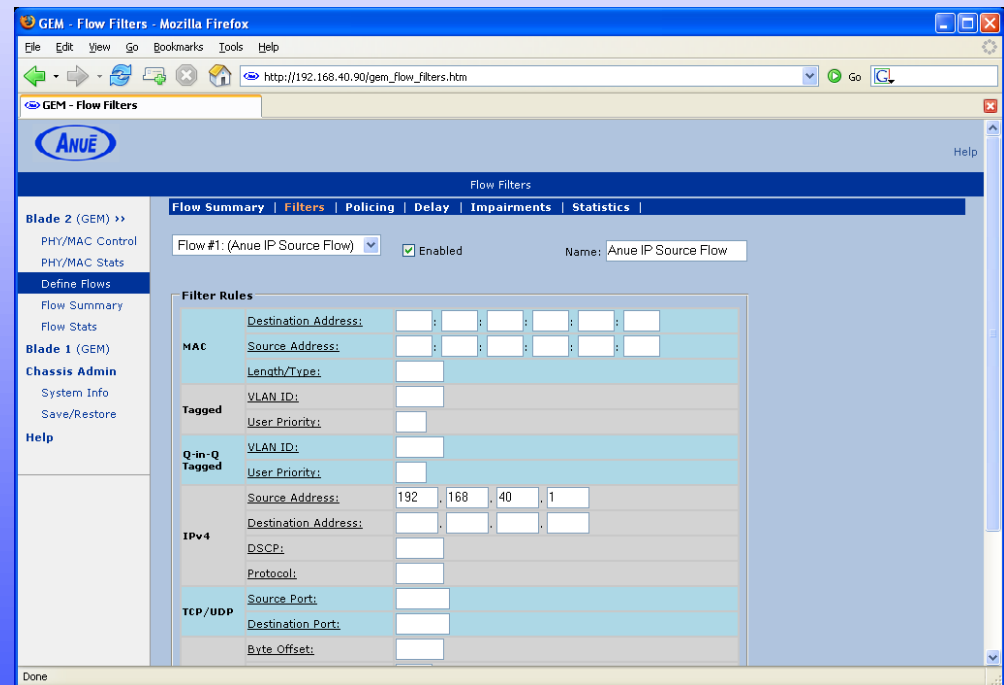 GEM - Flow Filters - Mozilla Firefox
File Edit View Go Bookmarks Tools Help
http://192.168.40.90/gem_flow_filters.htm Go G
GEM - Flow Filters
ANUĒ
Help
Flow Filters
Flow Summary | Filters | Policing | Delay | Impairments | Statistics |
Blade 2 (GEM) >>
PHY/MAC Control
PHY/MAC Stats
Define Flows
Flow Summary
Flow Stats
Blade 1 (GEM)
Chassis Admin
System Info
Save/Restore
Help
Flow #1: (Anue IP Source Flow) Enabled Name: Anue IP Source Flow
Filter Rules
MAC
Destination Address: : : : : :
Source Address: : : : : :
Length/Type:
Tagged
VLAN ID:
User Priority:
Q-in-Q Tagged
VLAN ID:
User Priority:
IPv4
Source Address: 192 . 168 . 40 . 1
Destination Address: . . .
DSCP:
Protocol:
TCP/UDP
Source Port:
Destination Port:
Byte Offset:
Done